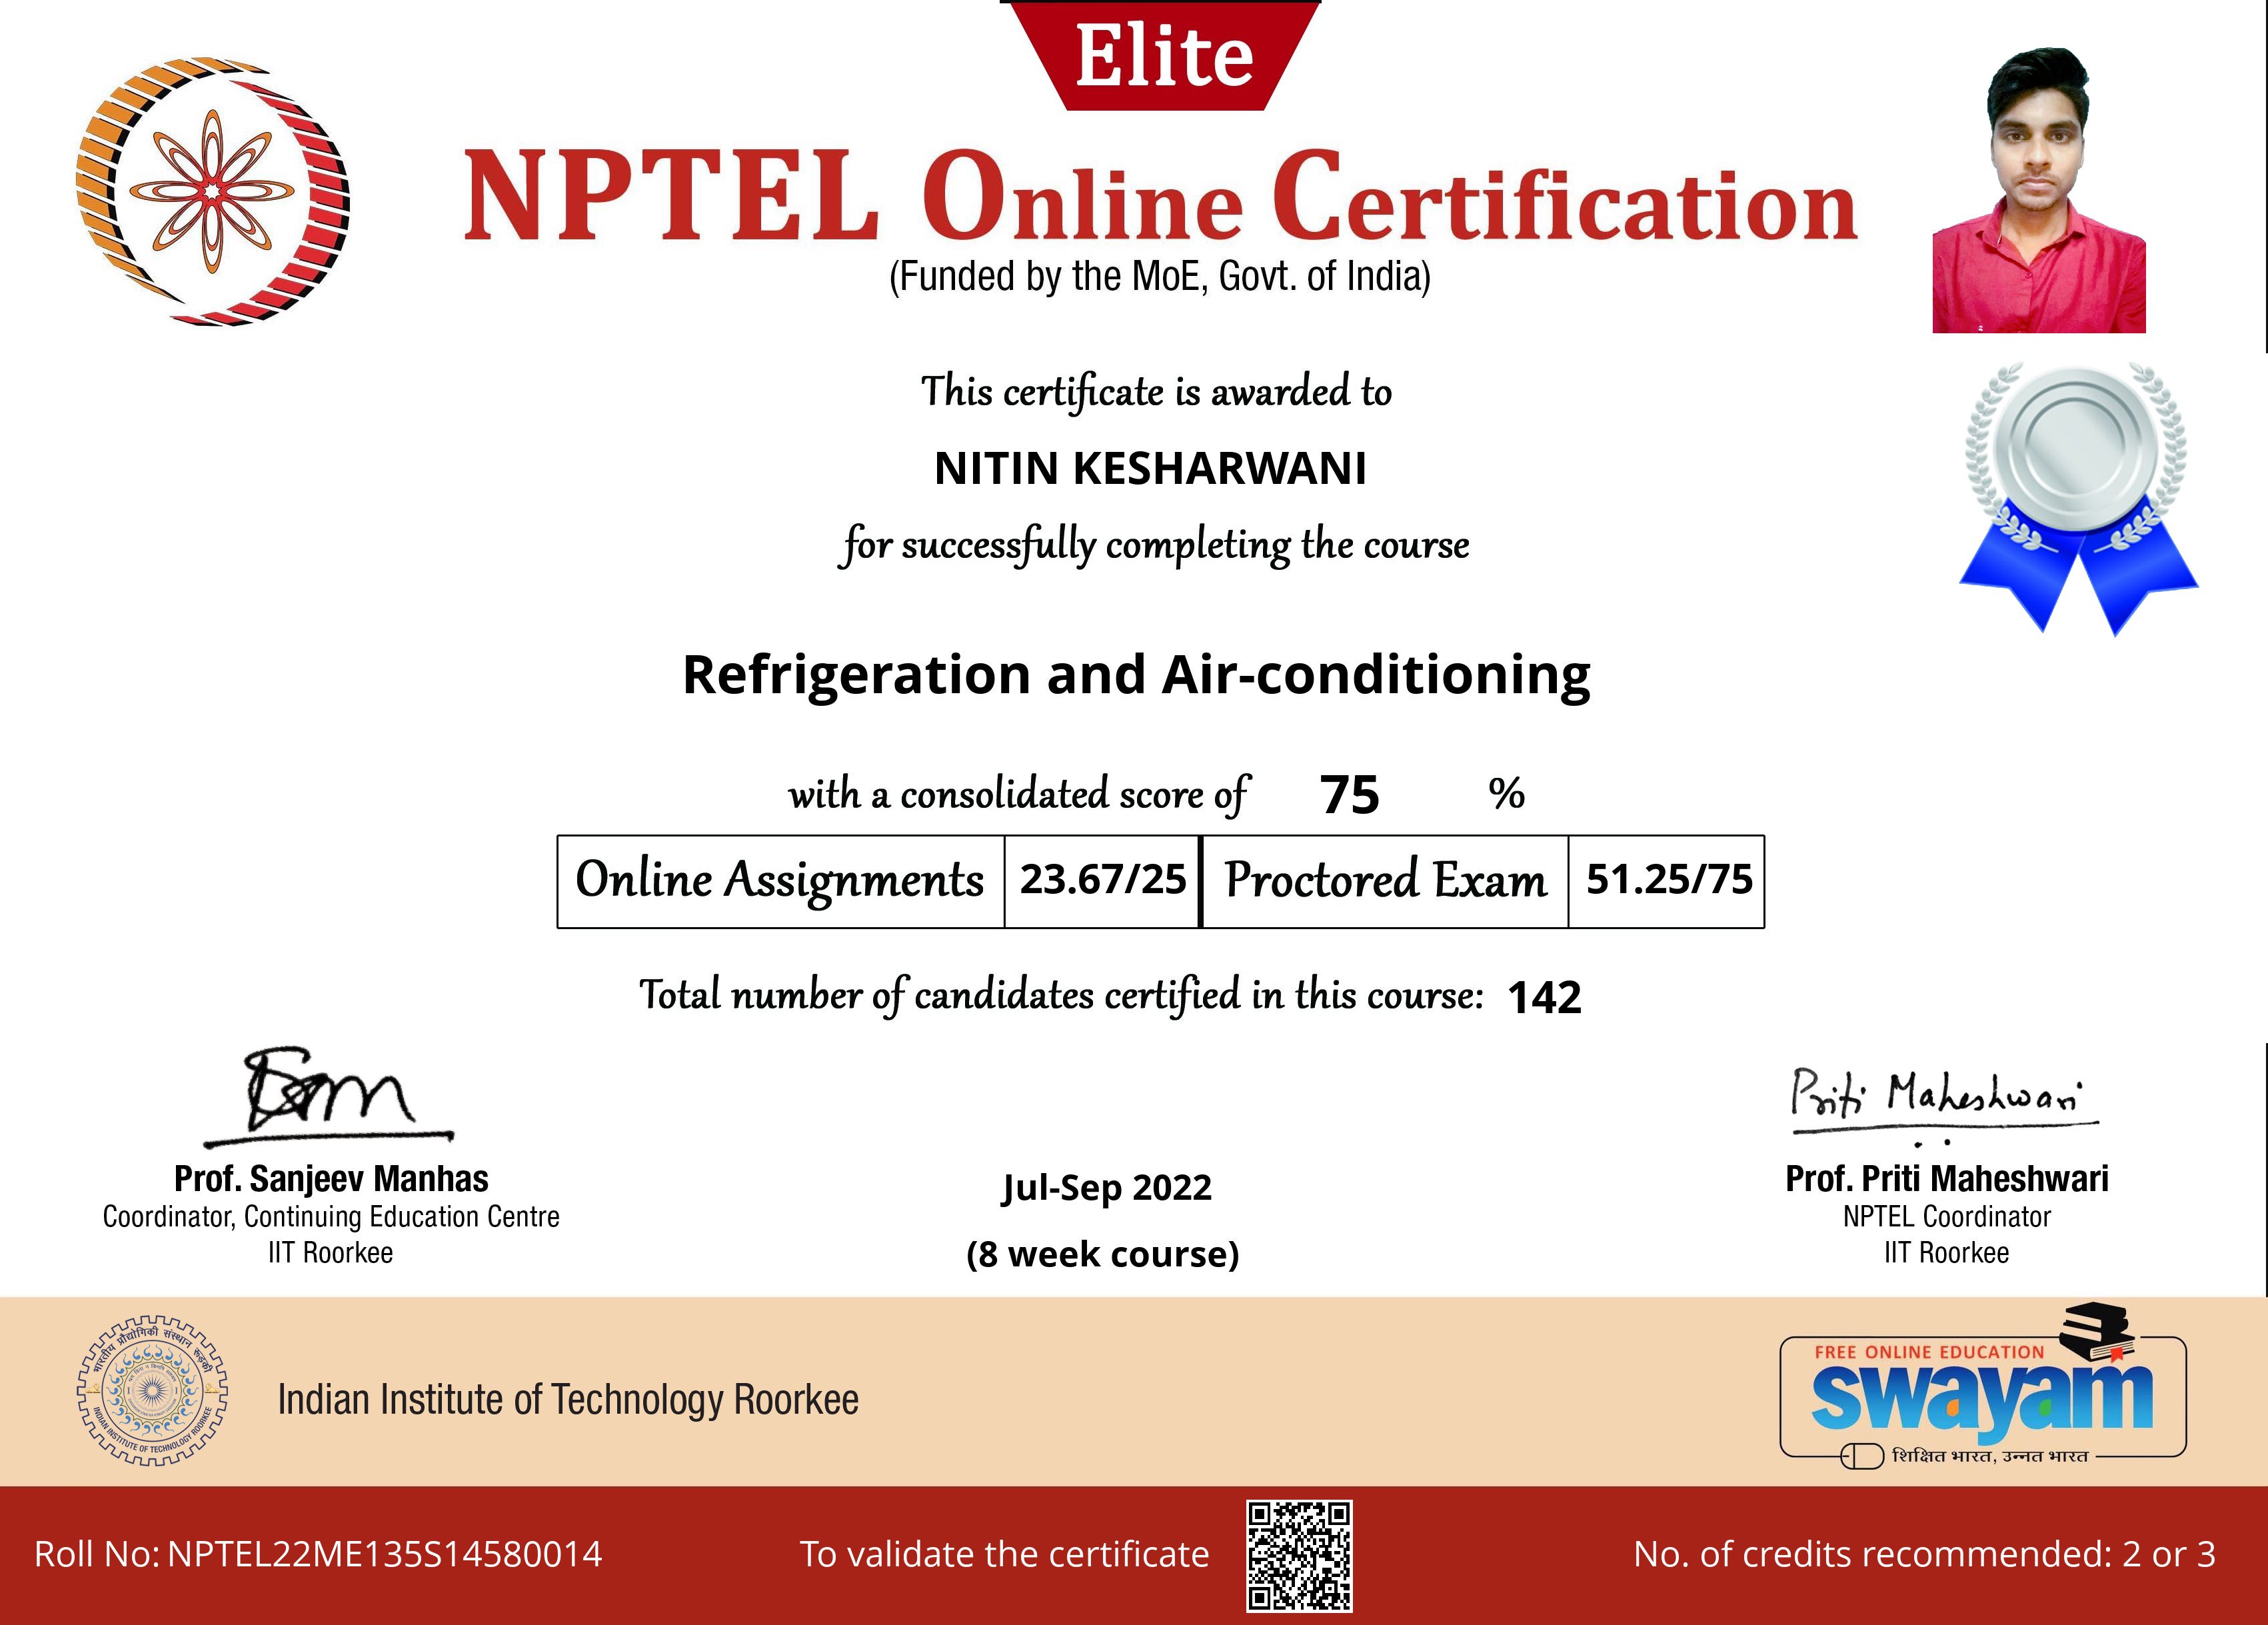 Elite
NPTEL Online Certification
(Funded by the MoE, Govt. of India)
This certificate is awarded to
NITIN KESHARWANI
for successfully completing the course
Refrigeration and Air-conditioning
with a consolidated score of 75 %
Online Assignments 23.67/25 Proctored Exam 51.25/75
Total number of candidates certified in this course: 142
Priti Maheshwari
Prof. Sanjeev Manhas
Coordinator, Continuing Education Centre
IIT Roorkee
Jul-Sep 2022
(8 week course)
Prof. Priti Maheshwari
NPTEL Coordinator
IIT Roorkee
भारतीय प्रौद्योगिकी संस्थान रूड़की
INDIAN INSTITUTE OF TECHNOLOGY ROORKEE
Indian Institute of Technology Roorkee
FREE ONLINE EDUCATION
swayam
शिक्षित भारत, उन्नत भारत
Roll No: NPTEL22ME135S14580014
To validate the certificate
No. of credits recommended: 2 or 3